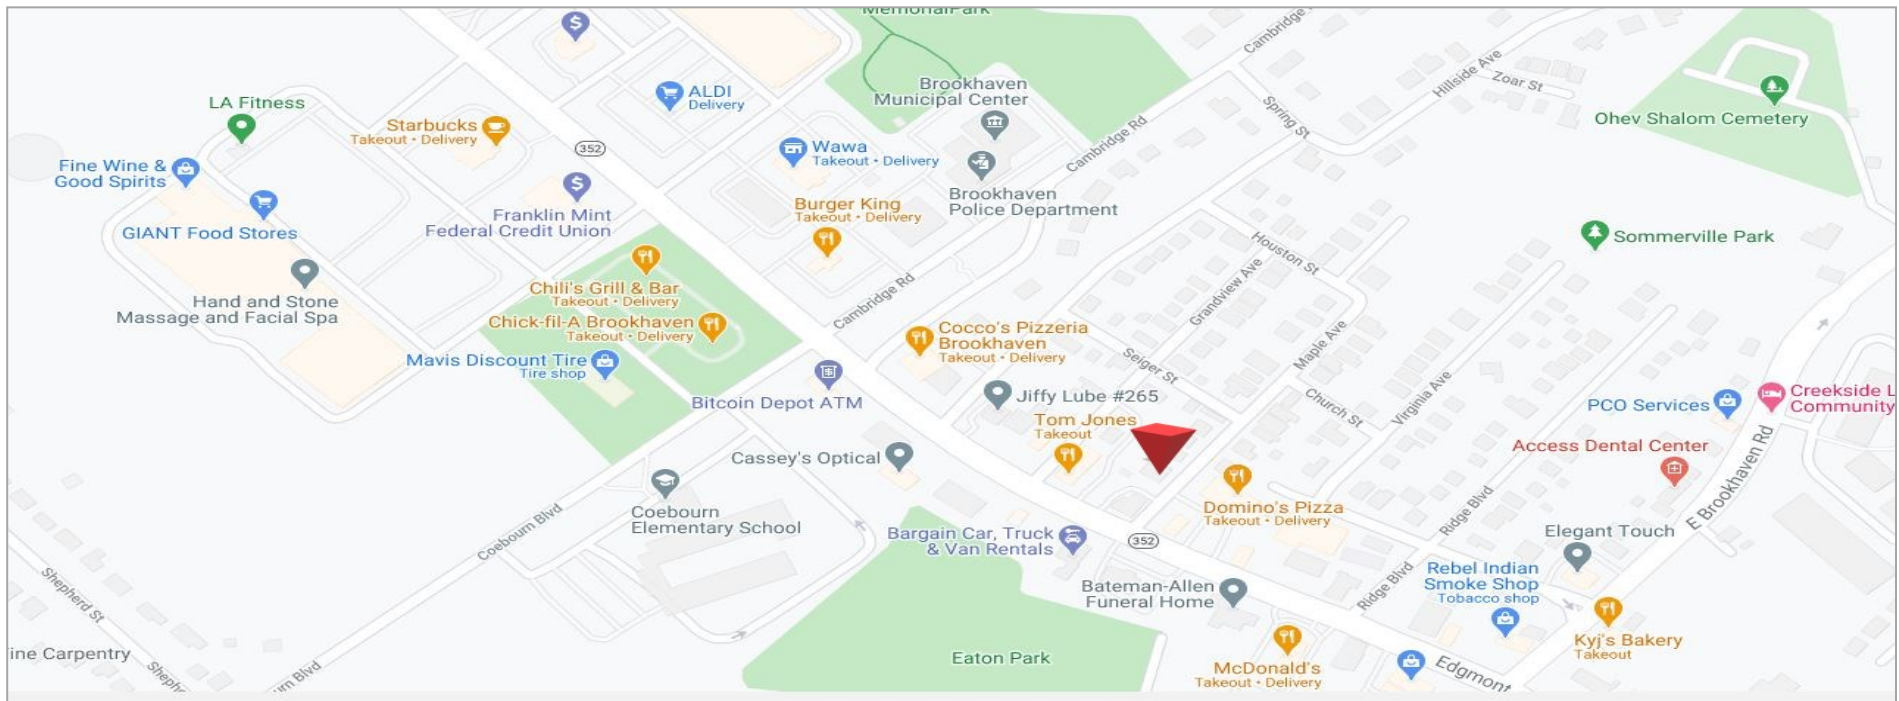 MemorialPark
Cambridge
Hillside Ave
Zoar St
Brookhaven
Municipal Center
ALDI
Delivery
LA Fitness
Starbucks
Takeout • Delivery
352
Wawa
Takeout • Delivery
Cambridge Rd
Spring St
Ohev Shalom Cemetery
Fine Wine &
Good Spirits
Brookhaven
Police Department
Franklin Mint
Federal Credit Union
Burger King
Takeout • Delivery
GIANT Food Stores
Sommerville Park
Houston St
Hand and Stone
Massage and Facial Spa
Chili's Grill & Bar
Takeout • Delivery
Cambridge Rd
Grandview Ave
Chick-fil-A Brookhaven
Takeout • Delivery
Cocco's Pizzeria
Brookhaven
Takeout • Delivery
Maple Ave
Mavis Discount Tire
Tire shop
Seiger St
Jiffy Lube #265
Bitcoin Depot ATM
Church St
Virginia Ave
PCO Services
Creekside L
Community
Tom Jones
Takeout
Access Dental Center
Cassey's Optical
E Brookhaven Rd
Coebourn
Elementary School
Domino's Pizza
Takeout • Delivery
Ridge Blvd
Coebourn Blvd
Bargain Car, Truck
& Van Rentals
352
Elegant Touch
Shepherd St
Bateman-Allen
Funeral Home
Ridge Blvd
Rebel Indian
Smoke Shop
Tobacco shop
ine Carpentry
Sheph
urn Blvd
Eaton Park
McDonald's
Takeout • Delivery
Edgmont
Kyj's Bakery
Takeout